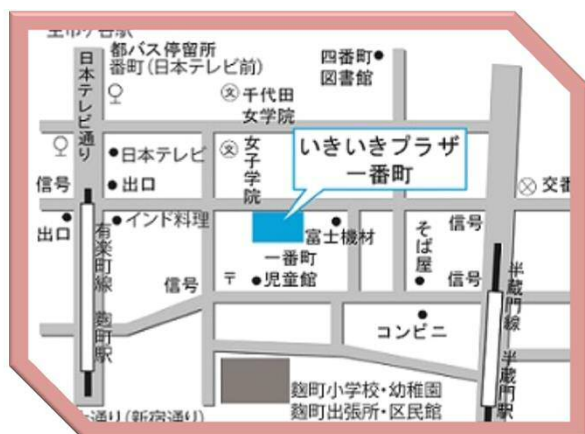 都バス停留所
番町(日本テレビ前)
四番町
図書館
日本テレビ通り
千代田
女学院
文
日本テレビ
出口
文
女子学院
いきいきプラザ
一番町
信号
出口
インド料理
富士機材
そば屋
信号
交番
有楽町線 麹町駅
信号
〒
一番町
児童館
信号
半蔵門線 半蔵門駅
コンビニ
麹町小学校・幼稚園
麹町出張所・区民館
通り(新宿通り)